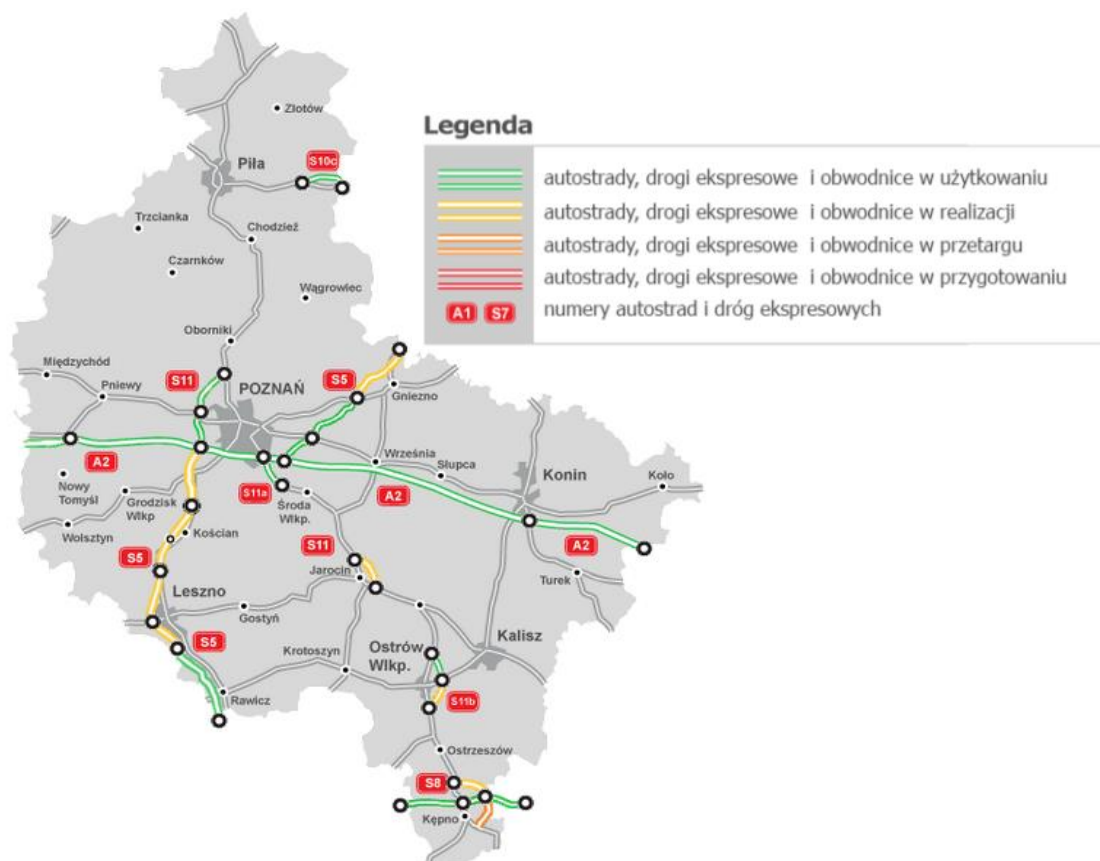 Złotów
Piła
S10c
Trzcianka
Chodzież
Czarnków
Wągrowiec
Oborniki
Międzychód
Pniewy
S11
POZNAŃ
S5
Gniezno
A2
Nowy
Tomyśl
Grodzisk
Wlkp
Wolsztyn
S11a
Środa
Wlkp.
Września
Słupca
A2
Konin
Koło
A2
Turek
Kościan
S5
S11
Jarocin
Leszno
Gostyń
S5
Krotoszyn
Rawicz
Ostrów
Wlkp.
Kalisz
S11b
Ostrzeszów
S8
Kępno
Legenda
autostrady, drogi ekspresowe i obwodnice w użytkowaniu
autostrady, drogi ekspresowe i obwodnice w realizacji
autostrady, drogi ekspresowe i obwodnice w przetargu
autostrady, drogi ekspresowe i obwodnice w przygotowaniu
A1 S7 numery autostrad i dróg ekspresowych